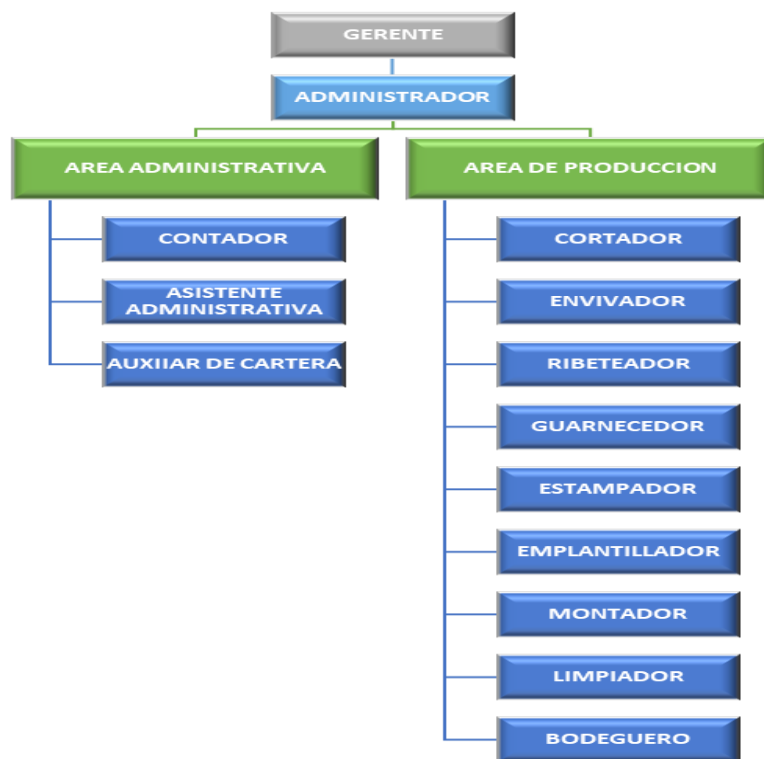 GERENTE
ADMINISTRADOR
AREA ADMINISTRATIVA
CONTADOR
ASISTENTE
ADMINISTRATIVA
AUXIIAR DE CARTERA
AREA DE PRODUCCION
CORTADOR
ENVIVADOR
RIBETEADOR
GUARNECEDOR
ESTAMPADOR
EMPLANTILLADOR
MONTADOR
LIMPIADOR
BODEGUERO